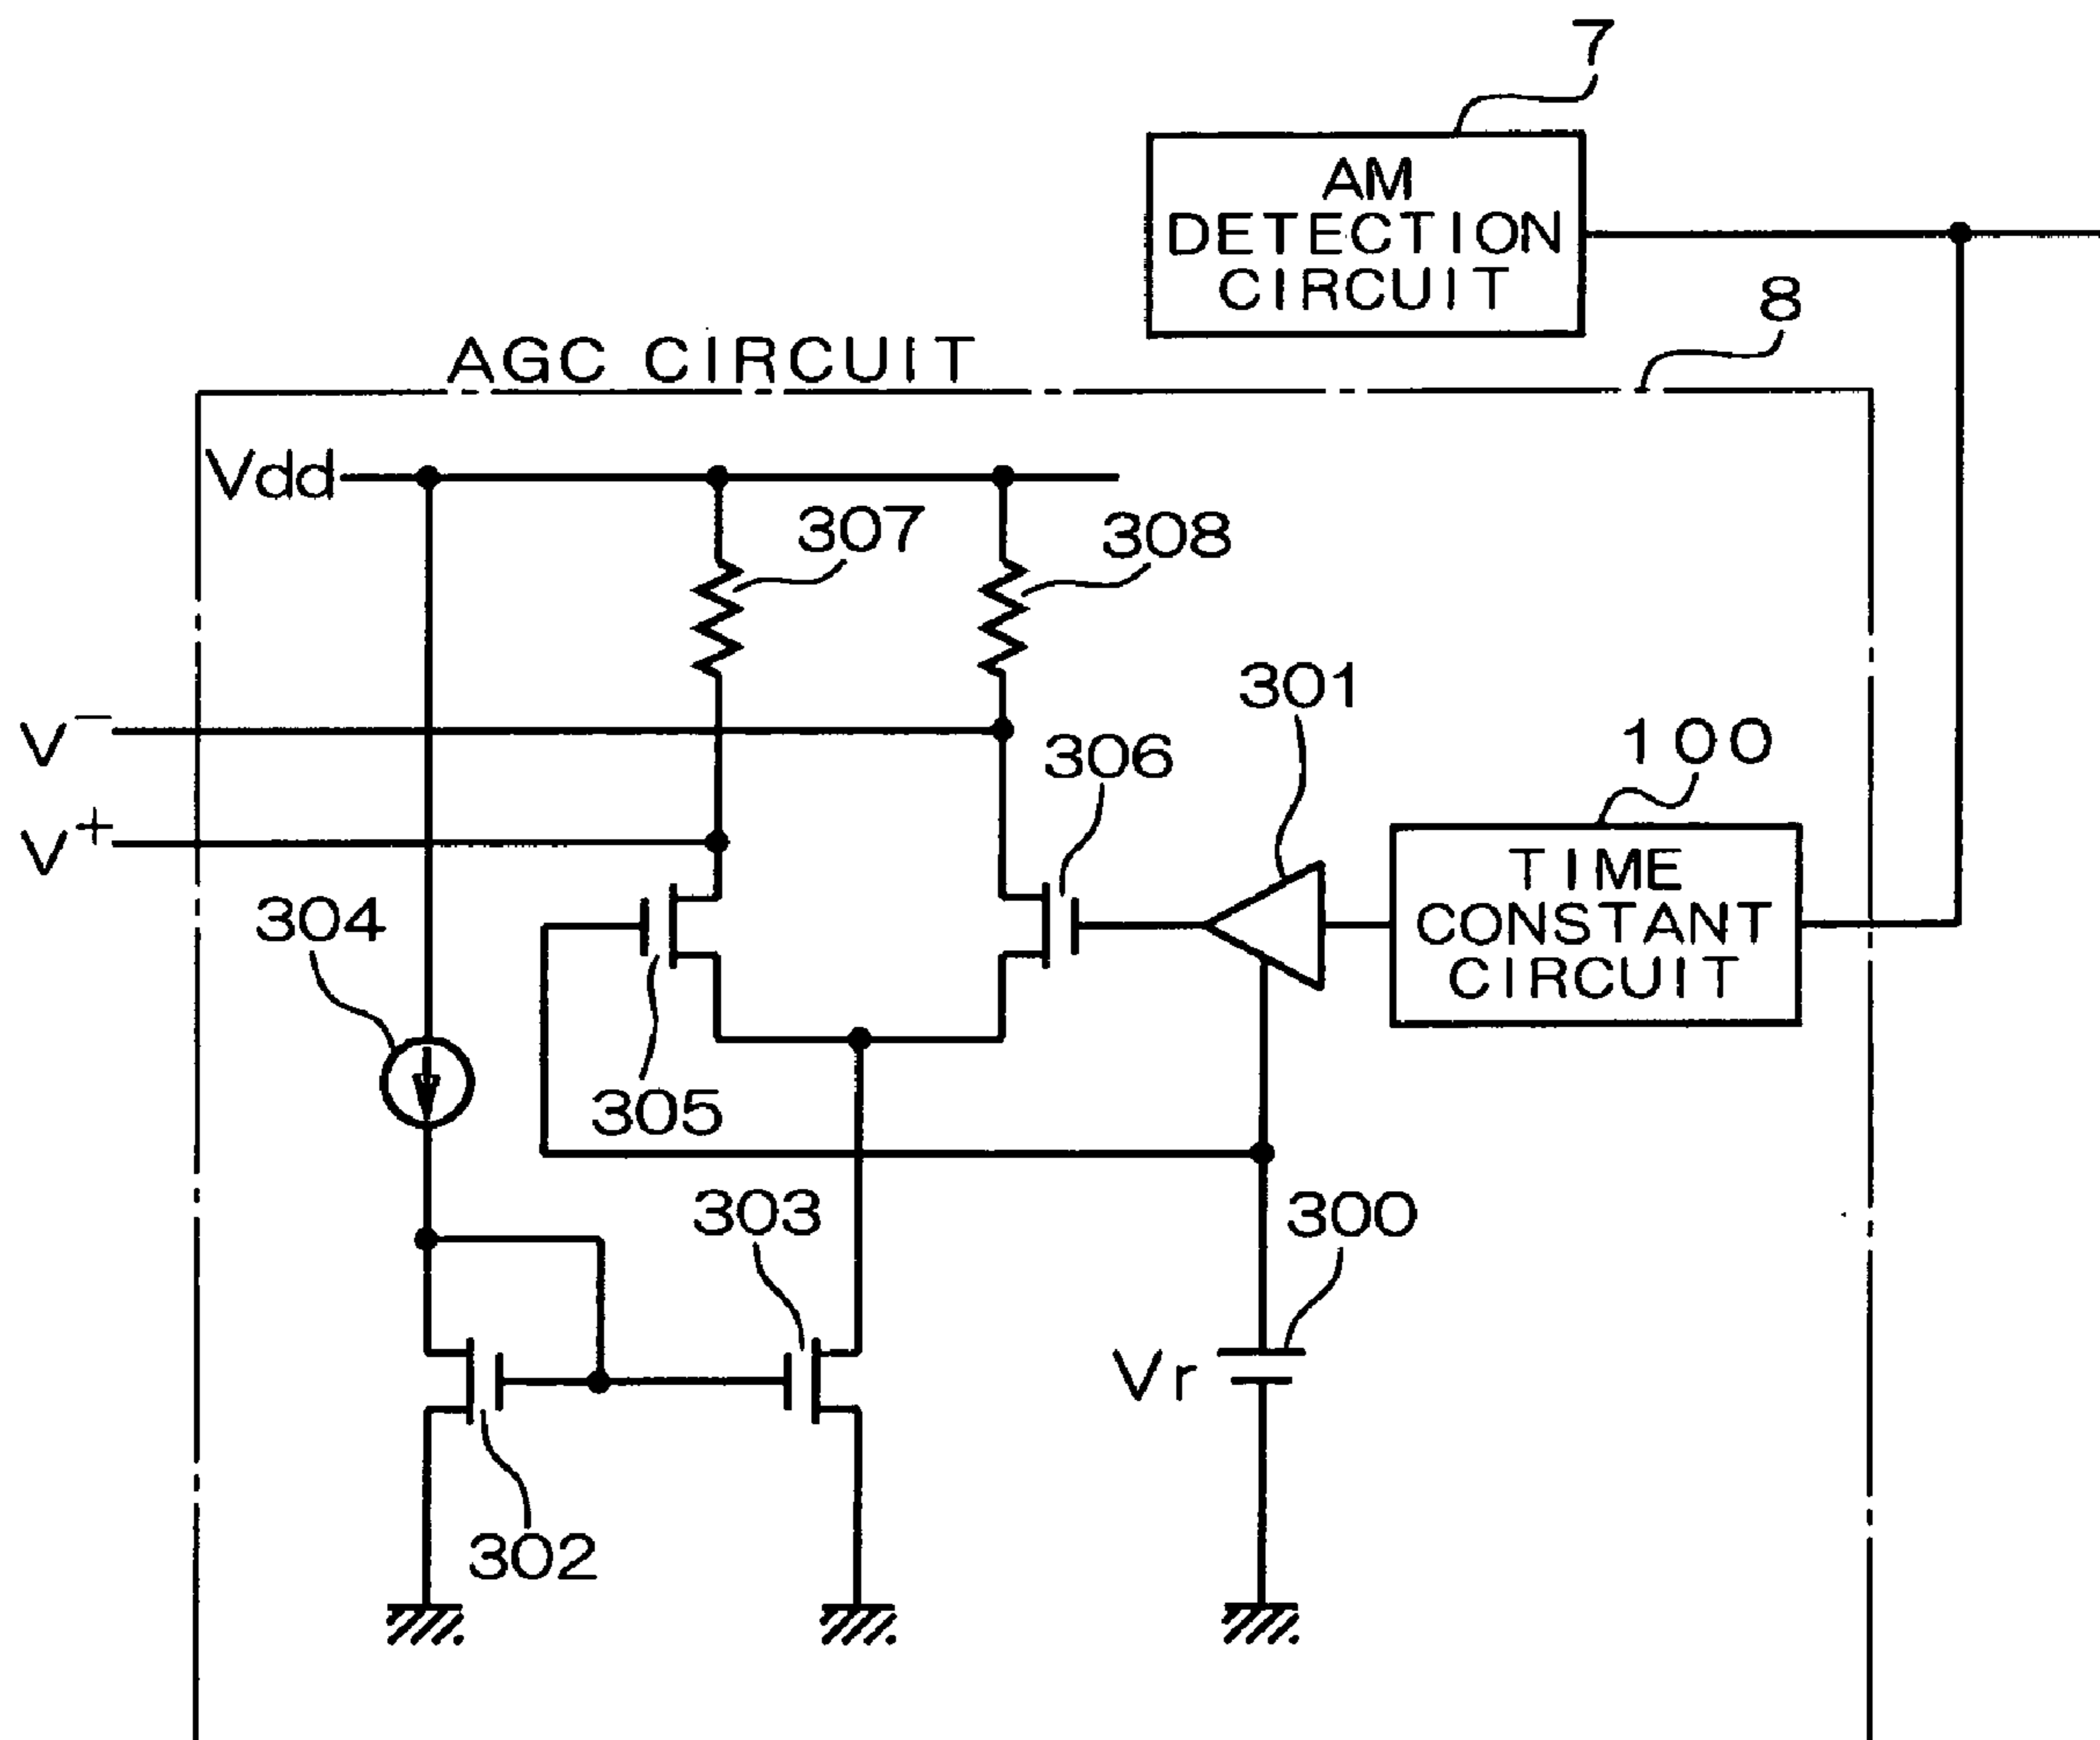 7
AM
DETECTION
CIRCUIT
8
AGC CIRCUIT
Vdd
307
308
301
V−
306
100
V+
304
TIME
CONSTANT
CIRCUIT
305
303
300
Vr
302